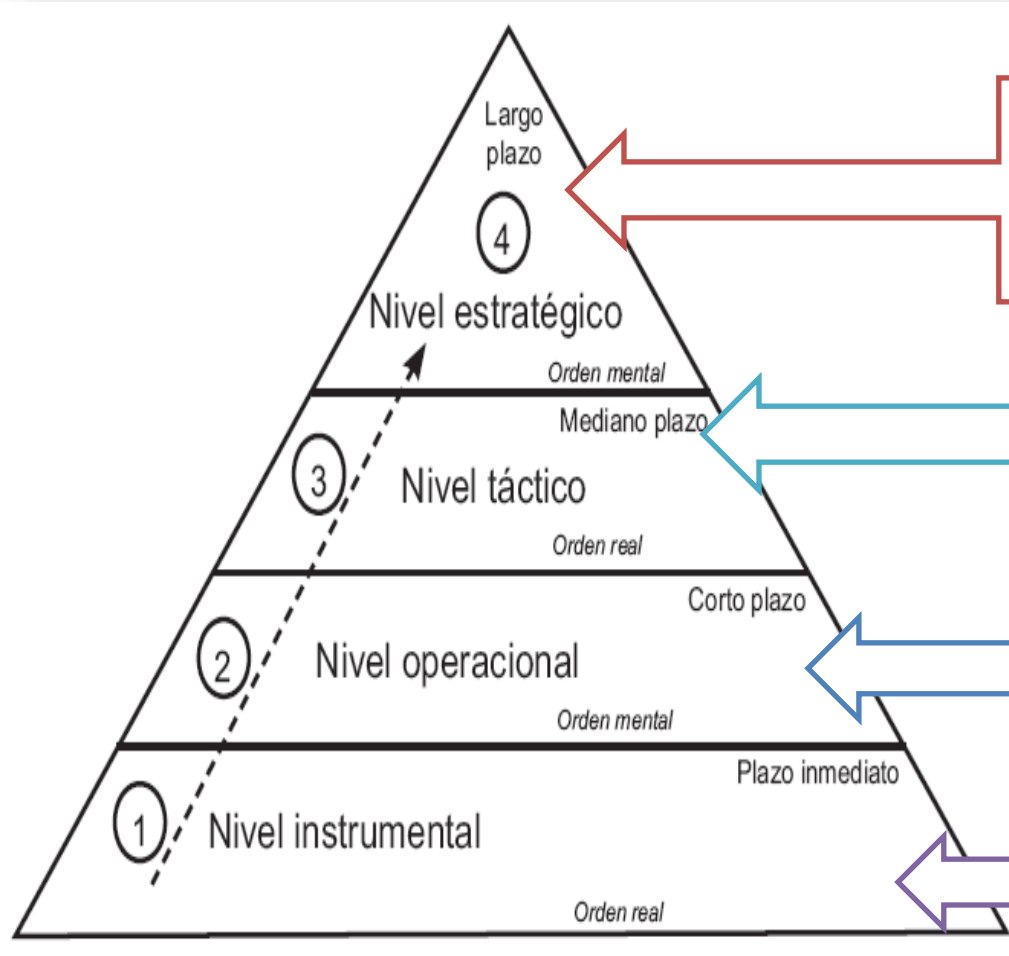 Largo
plazo
4
Nivel estratégico
Orden mental
Mediano plazo
3
Nivel táctico
Orden real
Corto plazo
2
Nivel operacional
Orden mental
Plazo inmediato
1
Nivel instrumental
Orden real